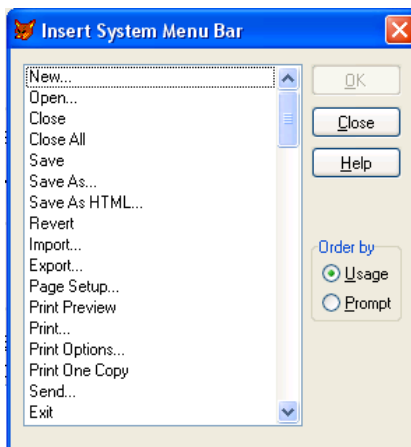 Insert System Menu Bar
New...
Open...
Close
Close All
Save
Save As...
Save As HTML...
Revert
Import...
Export...
Page Setup...
Print Preview
Print...
Print Options...
Print One Copy
Send...
Exit
OK
Close
Help
Order by
Usage
Prompt